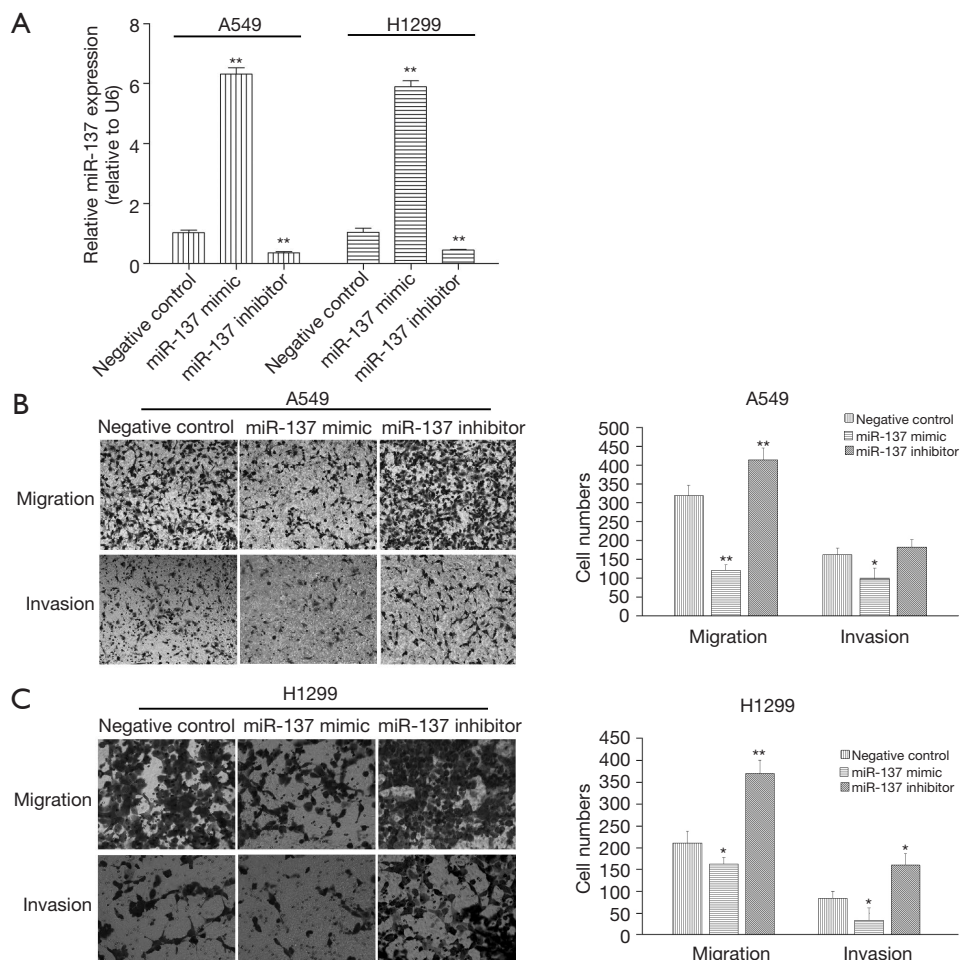 A
A549
H1299
Relative miR-137 expression
(relative to U6)
8
6
4
2
0
**
**
**
**
Negative control
miR-137 mimic
miR-137 inhibitor
Negative control
miR-137 mimic
miR-137 inhibitor
B
A549
Negative control miR-137 mimic miR-137 inhibitor
Migration
Invasion
A549
Negative control
miR-137 mimic
miR-137 inhibitor
Cell numbers
500
450
400
350
300
250
200
150
100
50
0
**
**
*
Migration Invasion
C
H1299
Negative control miR-137 mimic miR-137 inhibitor
Migration
Invasion
H1299
Negative control
miR-137 mimic
miR-137 inhibitor
Cell numbers
450
400
350
300
250
200
150
100
50
0
*
**
*
*
Migration Invasion